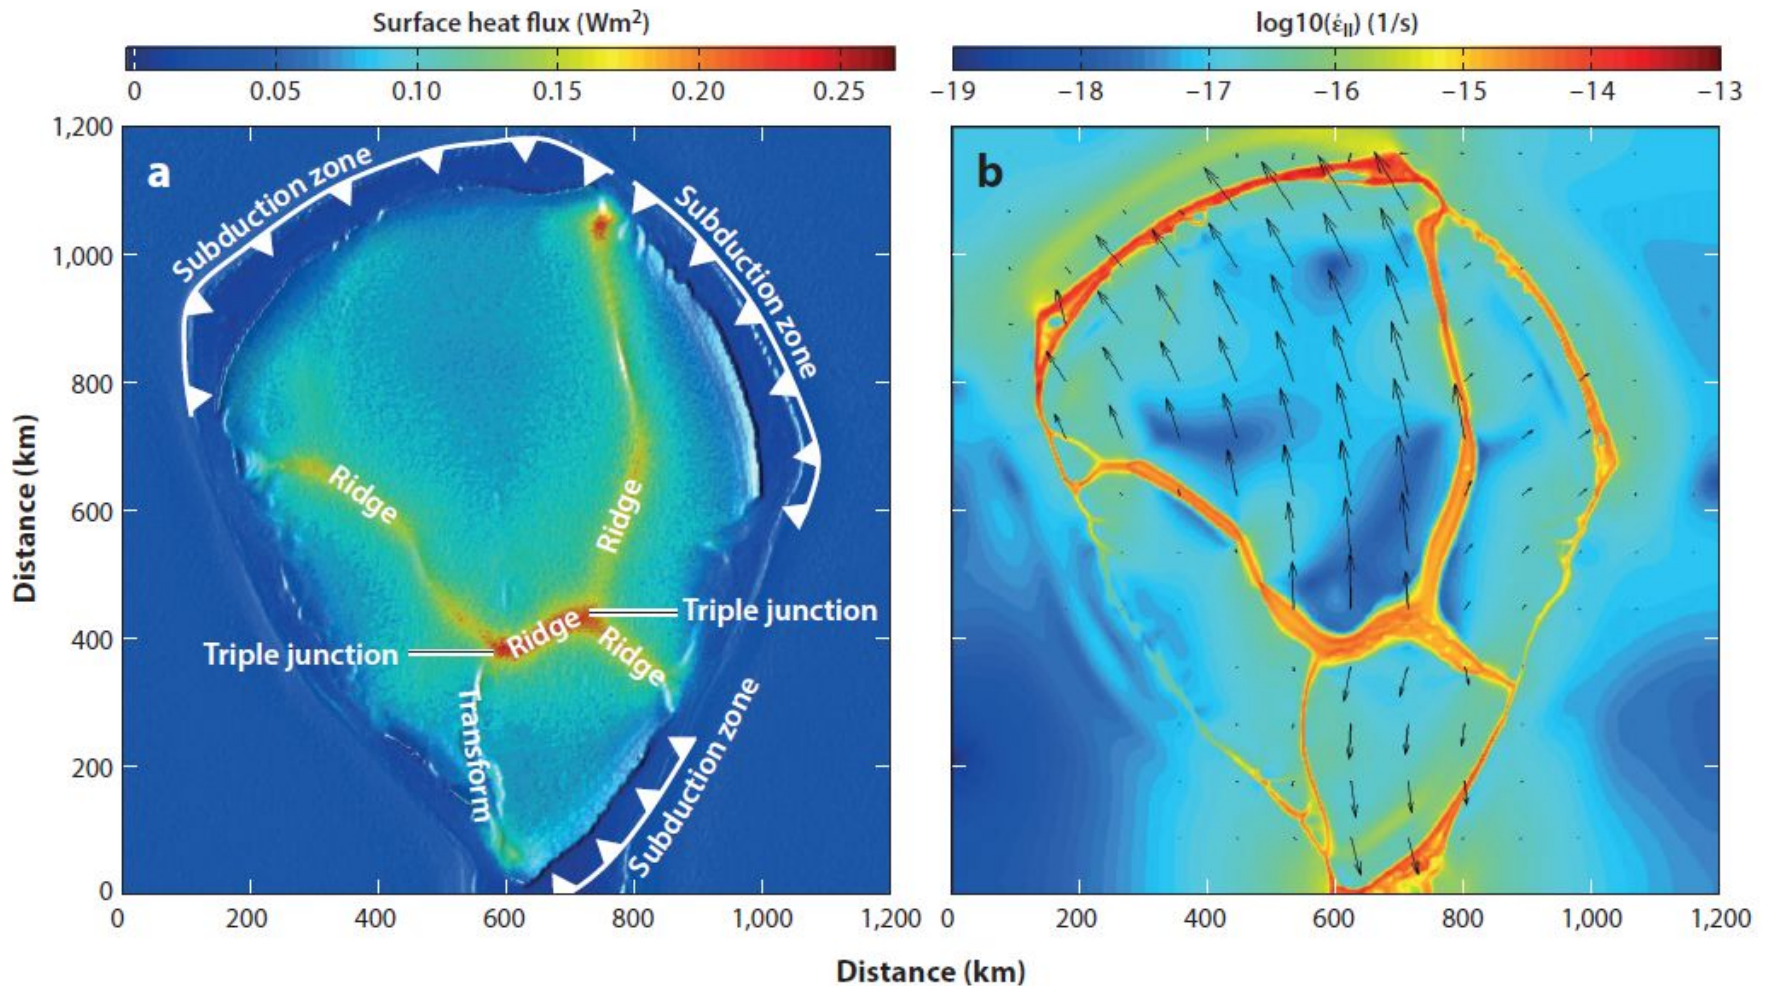 Surface heat flux (Wm²)
0 0.05 0.10 0.15 0.20 0.25
log10(ε̇II) (1/s)
−19 −18 −17 −16 −15 −14 −13
a
Subduction zone
Subduction zone
Ridge
Ridge
Ridge
Ridge
Triple junction
Triple junction
Transform
Subduction zone
1,200
1,000
800
600
400
200
0
Distance (km)
0 200 400 600 800 1,000 1,200
b
0 200 400 600 800 1,000 1,200
Distance (km)